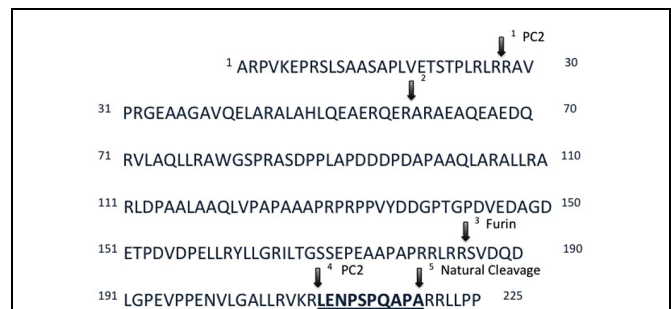 1 PC2
1 ARPVKEPRSLSAASAPLVETSTPLRLRRAV 30
2
31 PRGEAAGAVQELARALAHLQEAERQERARAEAQEAEDQ 70
71 RVLAQLLRAWGSPRASDPPLAPDDDPDAPAAQLARALLRA 110
111 RLDPAALAAQLVPAPAAAPRPRPPVYDDGPTGPDVEDAGD 150
3 Furin
151 ETPDVDPELLRYLLGRILTGSSEPEAAPAPRRLRRSVDQD 190
4 PC2 5 Natural Cleavage
191 LGPEVPPENVLGALLRVKRLENPSPQAPARRLLPP 225